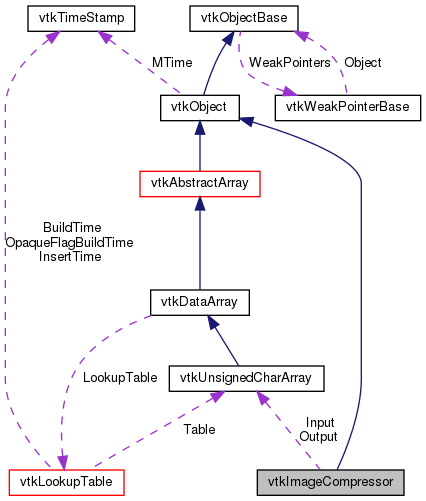 vtkTimeStamp
vtkObjectBase
MTime
WeakPointers
Object
vtkObject
vtkWeakPointerBase
vtkAbstractArray
BuildTime
OpaqueFlagBuildTime
InsertTime
vtkDataArray
LookupTable
vtkUnsignedCharArray
Table
Input
Output
vtkLookupTable
vtkImageCompressor